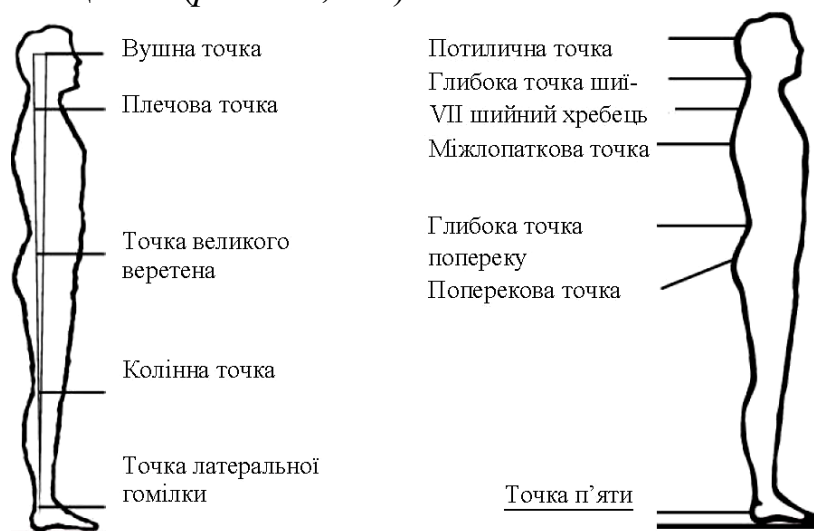 Вушна точка
Плечова точка
Точка великого
веретена
Колінна точка
Точка латеральної
гомілки
Потилична точка
Глибока точка шиї-
VII шийний хребець
Міжлопаткова точка
Глибока точка
попереку
Поперекова точка
Точка п’яти